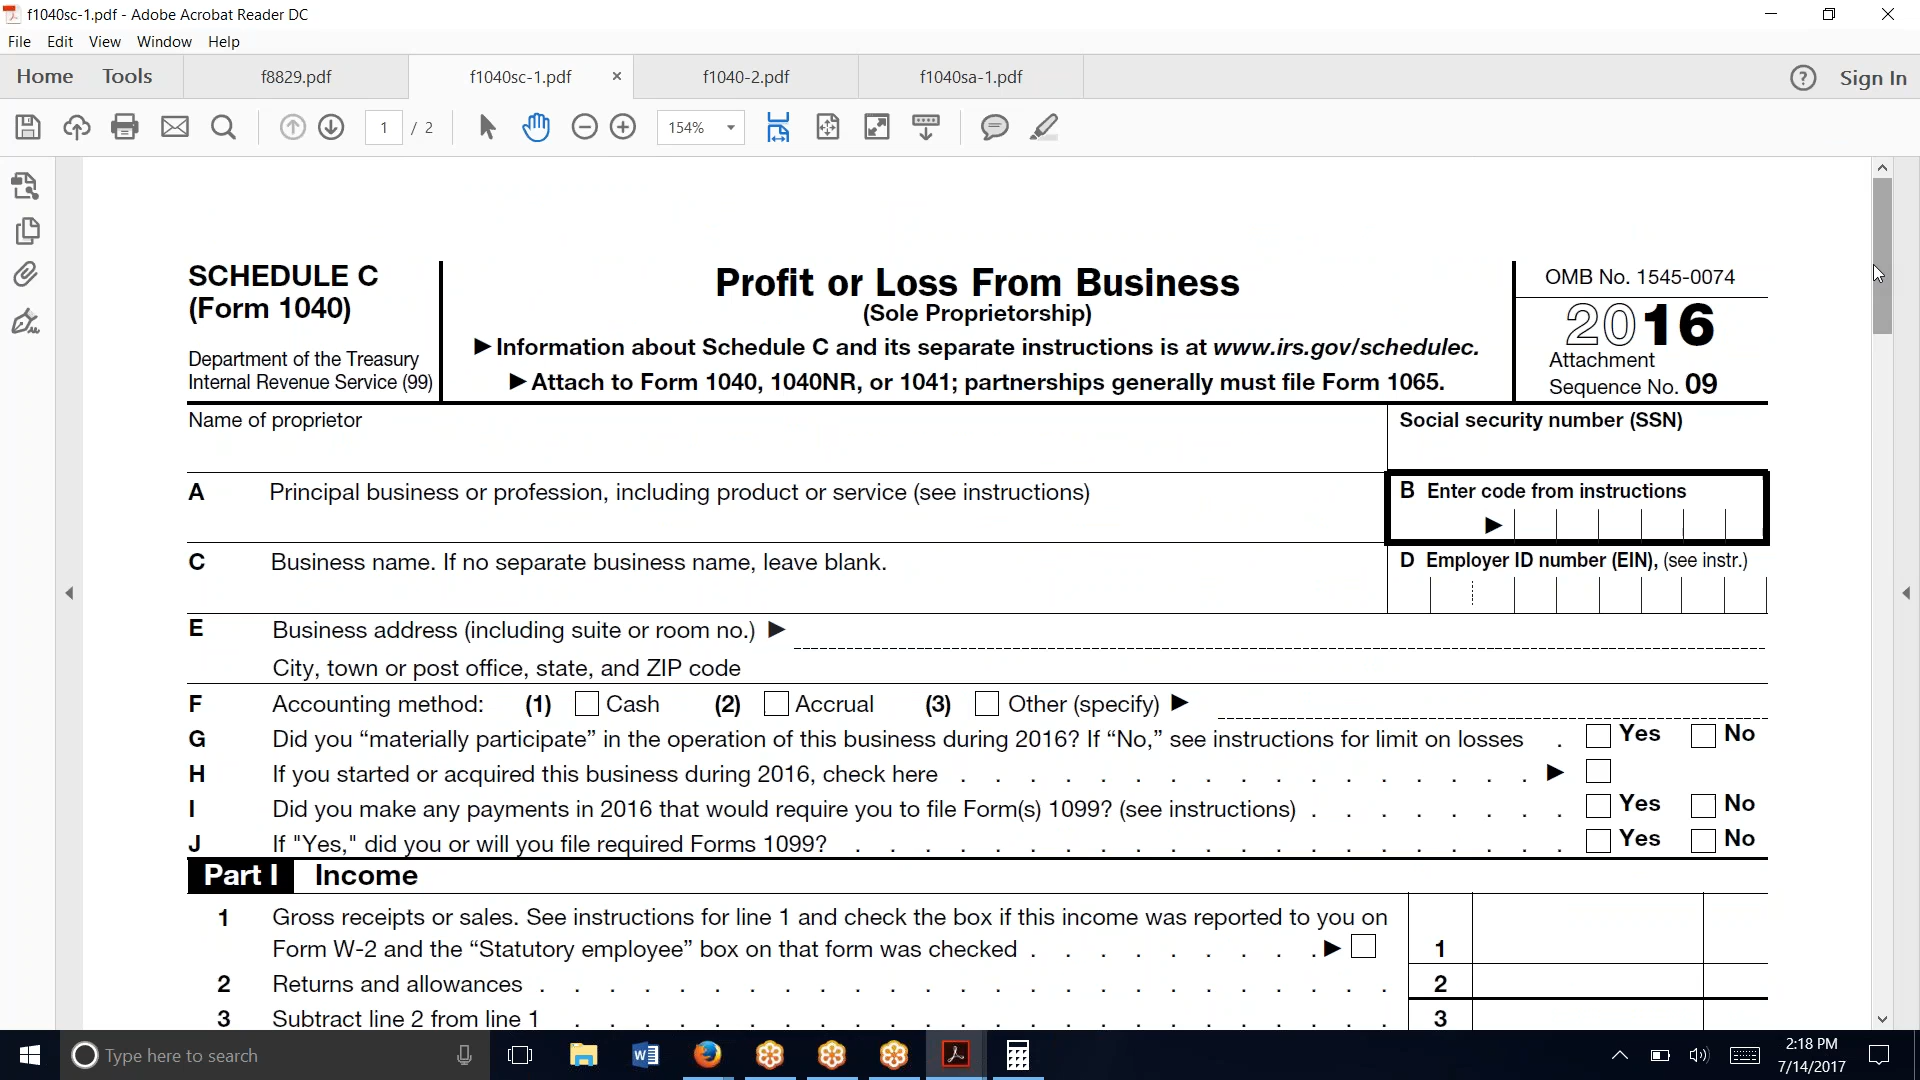 f1040sc-1.pdf - Adobe Acrobat Reader DC
File Edit View Window Help
Home Tools f8829.pdf f1040sc-1.pdf × f1040-2.pdf f1040sa-1.pdf ? Sign In
1 / 2 154%
SCHEDULE C
(Form 1040)
Department of the Treasury
Internal Revenue Service (99)
Profit or Loss From Business
(Sole Proprietorship)
▶ Information about Schedule C and its separate instructions is at www.irs.gov/schedulec.
▶ Attach to Form 1040, 1040NR, or 1041; partnerships generally must file Form 1065.
OMB No. 1545-0074
2016
Attachment
Sequence No. 09
Name of proprietor
Social security number (SSN)
A Principal business or profession, including product or service (see instructions)
B Enter code from instructions
▶
C Business name. If no separate business name, leave blank.
D Employer ID number (EIN), (see instr.)
E Business address (including suite or room no.) ▶
City, town or post office, state, and ZIP code
F Accounting method: (1) Cash (2) Accrual (3) Other (specify) ▶
G Did you “materially participate” in the operation of this business during 2016? If “No,” see instructions for limit on losses . Yes No
H If you started or acquired this business during 2016, check here . . . . . . . . . . . . . . . . . ▶
I Did you make any payments in 2016 that would require you to file Form(s) 1099? (see instructions) . . . . . . . . Yes No
J If "Yes," did you or will you file required Forms 1099? . . . . . . . . . . . . . . . . . . . . . Yes No
Part I Income
1 Gross receipts or sales. See instructions for line 1 and check the box if this income was reported to you on
Form W-2 and the “Statutory employee” box on that form was checked . . . . . . . . . ▶ 1
2 Returns and allowances . . . . . . . . . . . . . . . . . . . . . . . . . 2
3 Subtract line 2 from line 1 . . . . . . . . . . . . . . . . . . . . . . . . 3
Type here to search
2:18 PM
7/14/2017